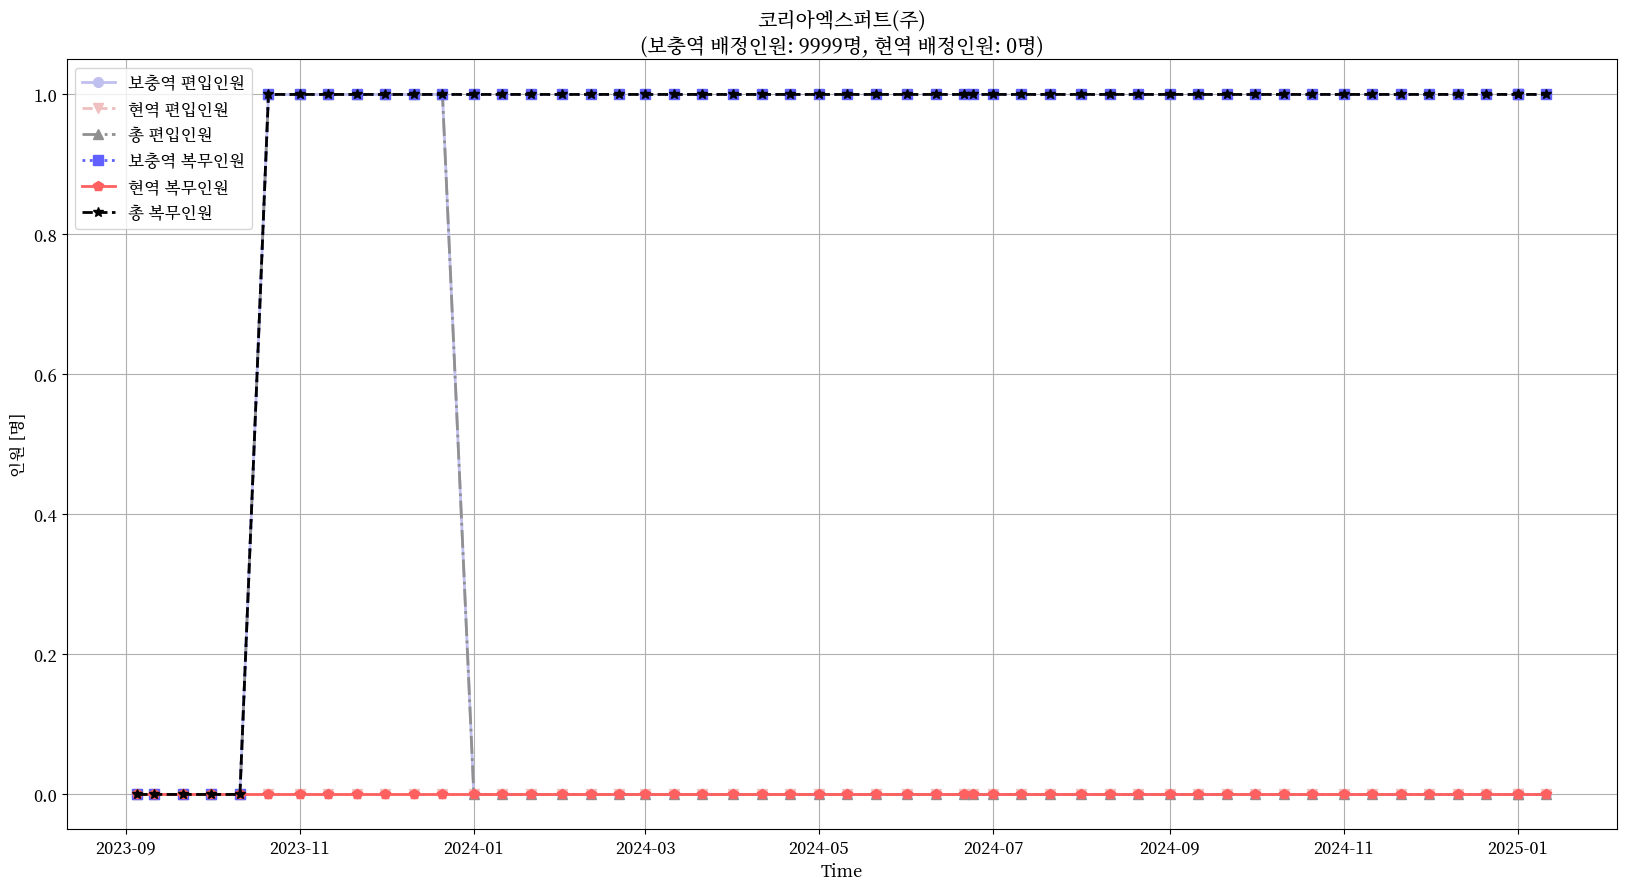 코리아엑스퍼트(주)
(보충역 배정인원: 9999명, 현역 배정인원: 0명)
보충역 편입인원
현역 편입인원
총 편입인원
보충역 복무인원
현역 복무인원
총 복무인원
1.0
0.8
0.6
0.4
0.2
0.0
인원 [명]
2023-09 2023-11 2024-01 2024-03 2024-05 2024-07 2024-09 2024-11 2025-01
Time